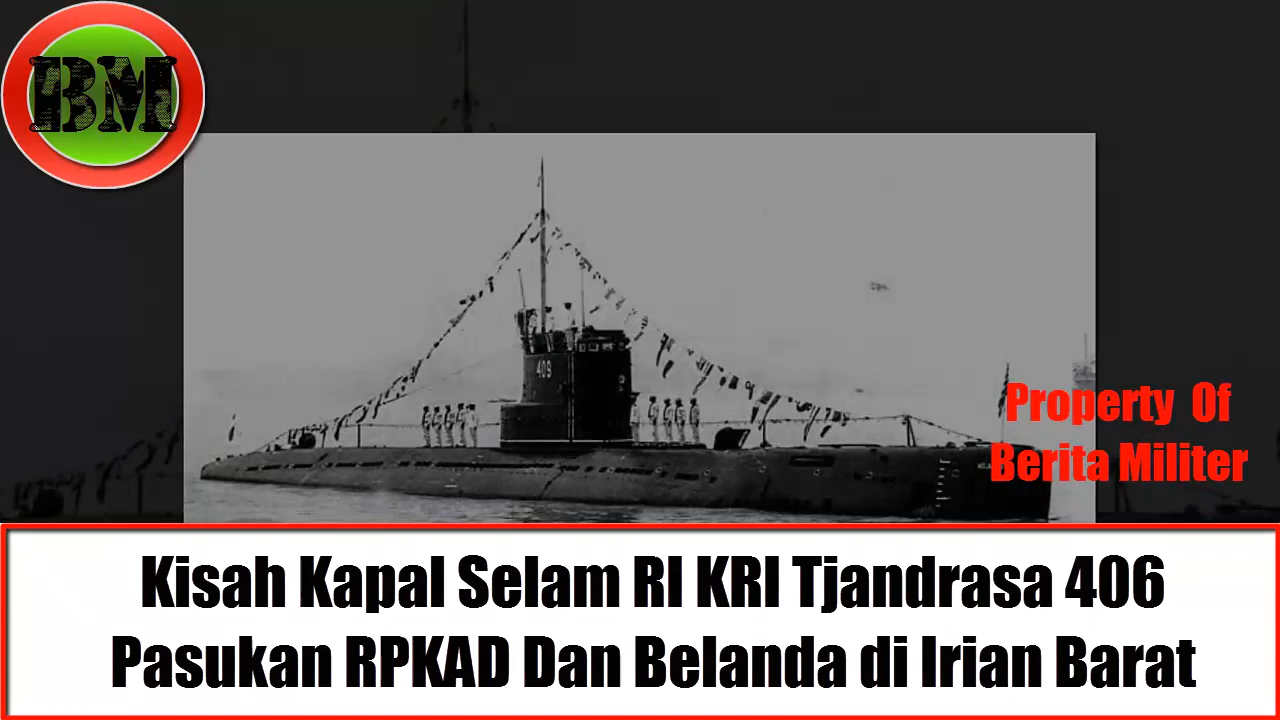 BM
409
Property Of
Berita Militer
Kisah Kapal Selam RI KRI Tjandrasa 406
Pasukan RPKAD Dan Belanda di Irian Barat